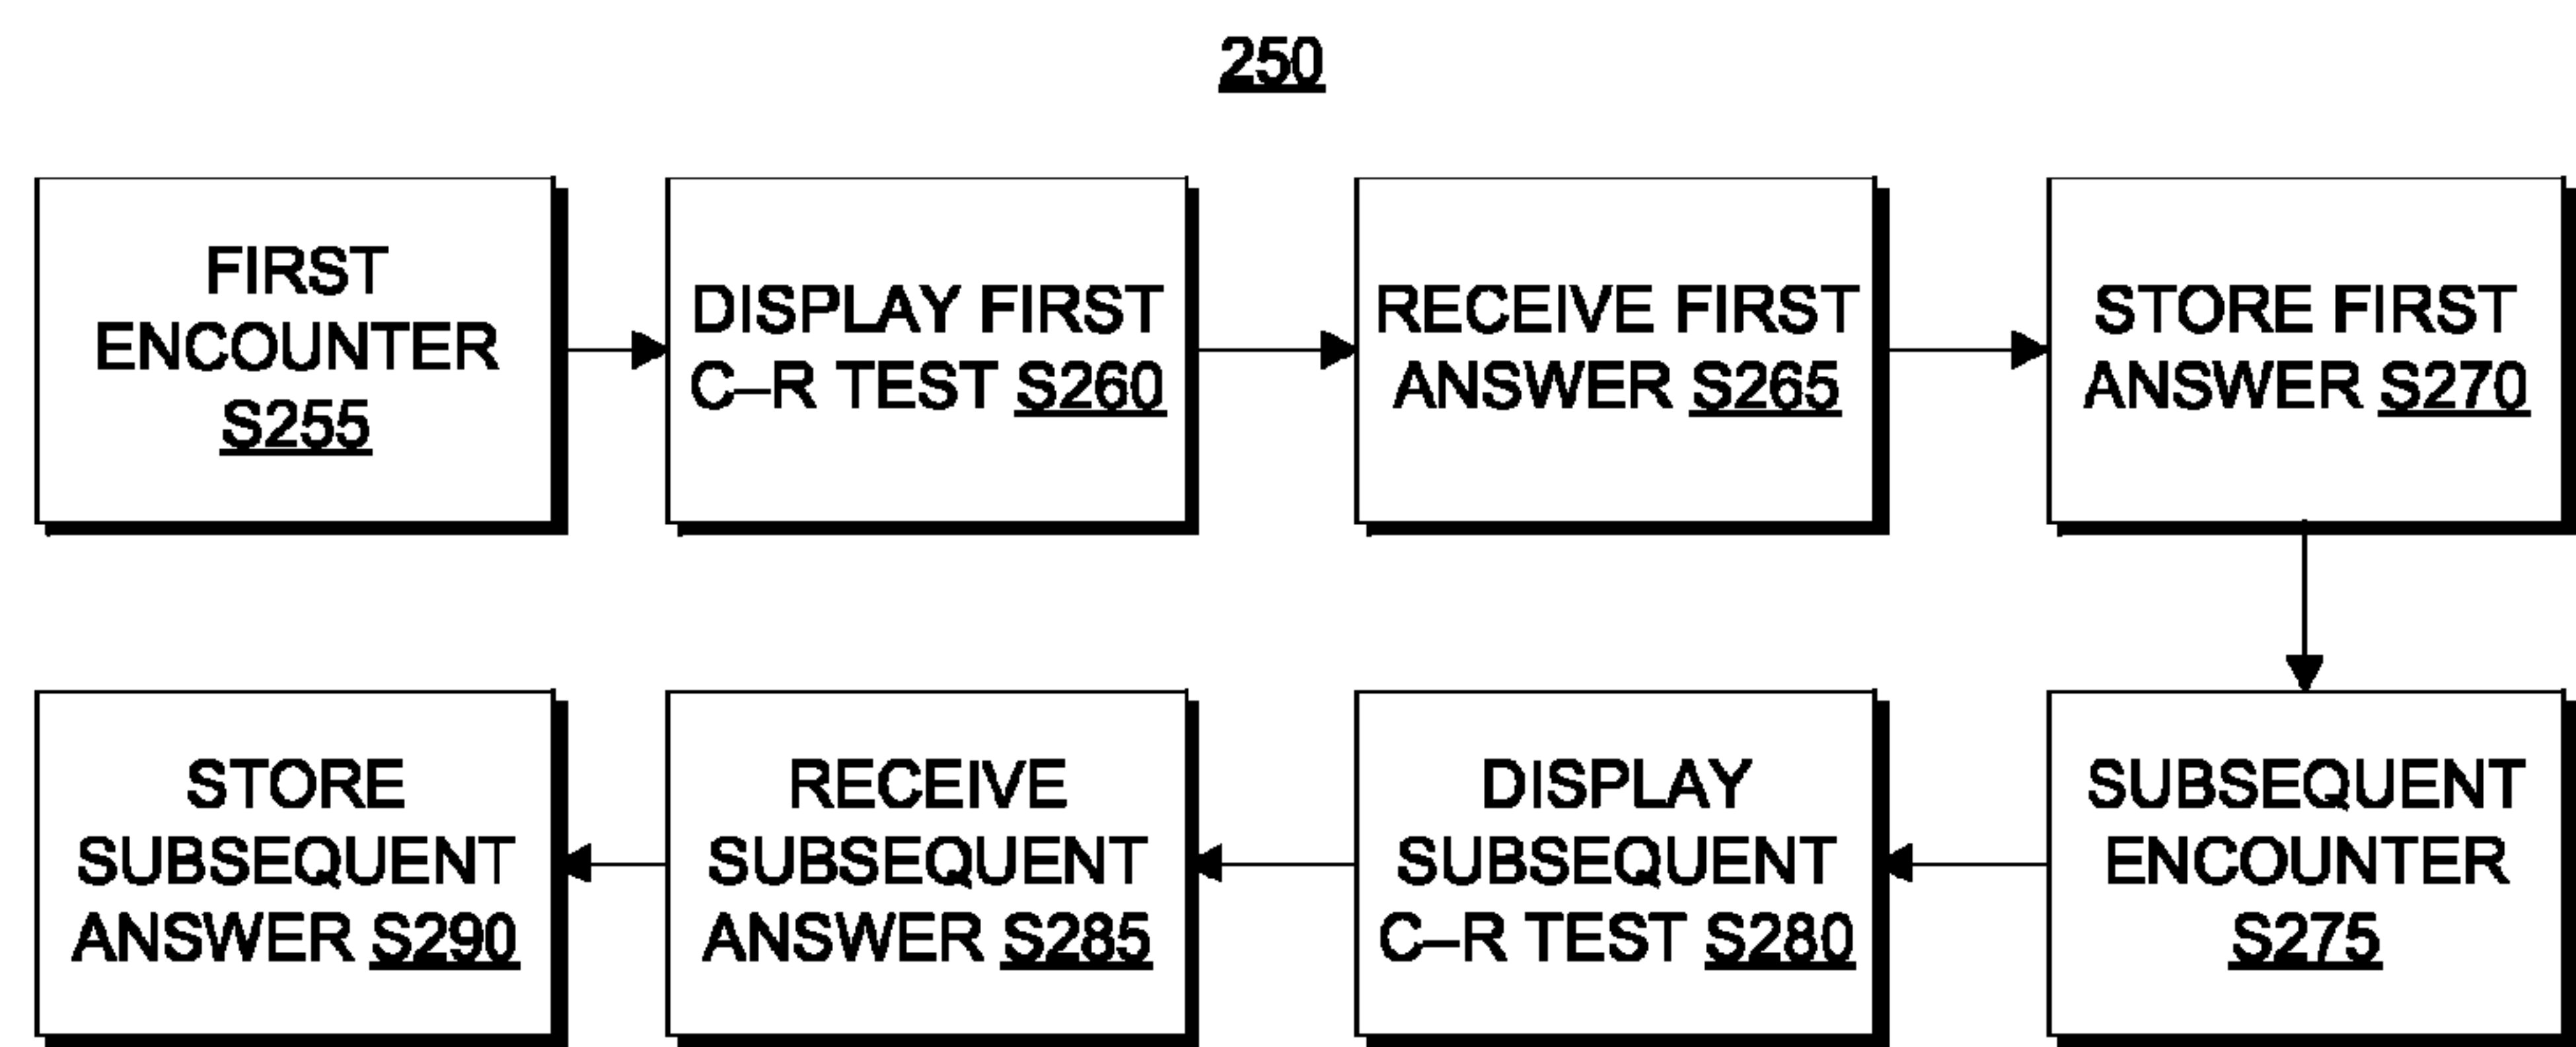 250
FIRST
ENCOUNTER
S255
DISPLAY FIRST
C–R TEST S260
RECEIVE FIRST
ANSWER S265
STORE FIRST
ANSWER S270
SUBSEQUENT
ENCOUNTER
S275
DISPLAY
SUBSEQUENT
C–R TEST S280
RECEIVE
SUBSEQUENT
ANSWER S285
STORE
SUBSEQUENT
ANSWER S290